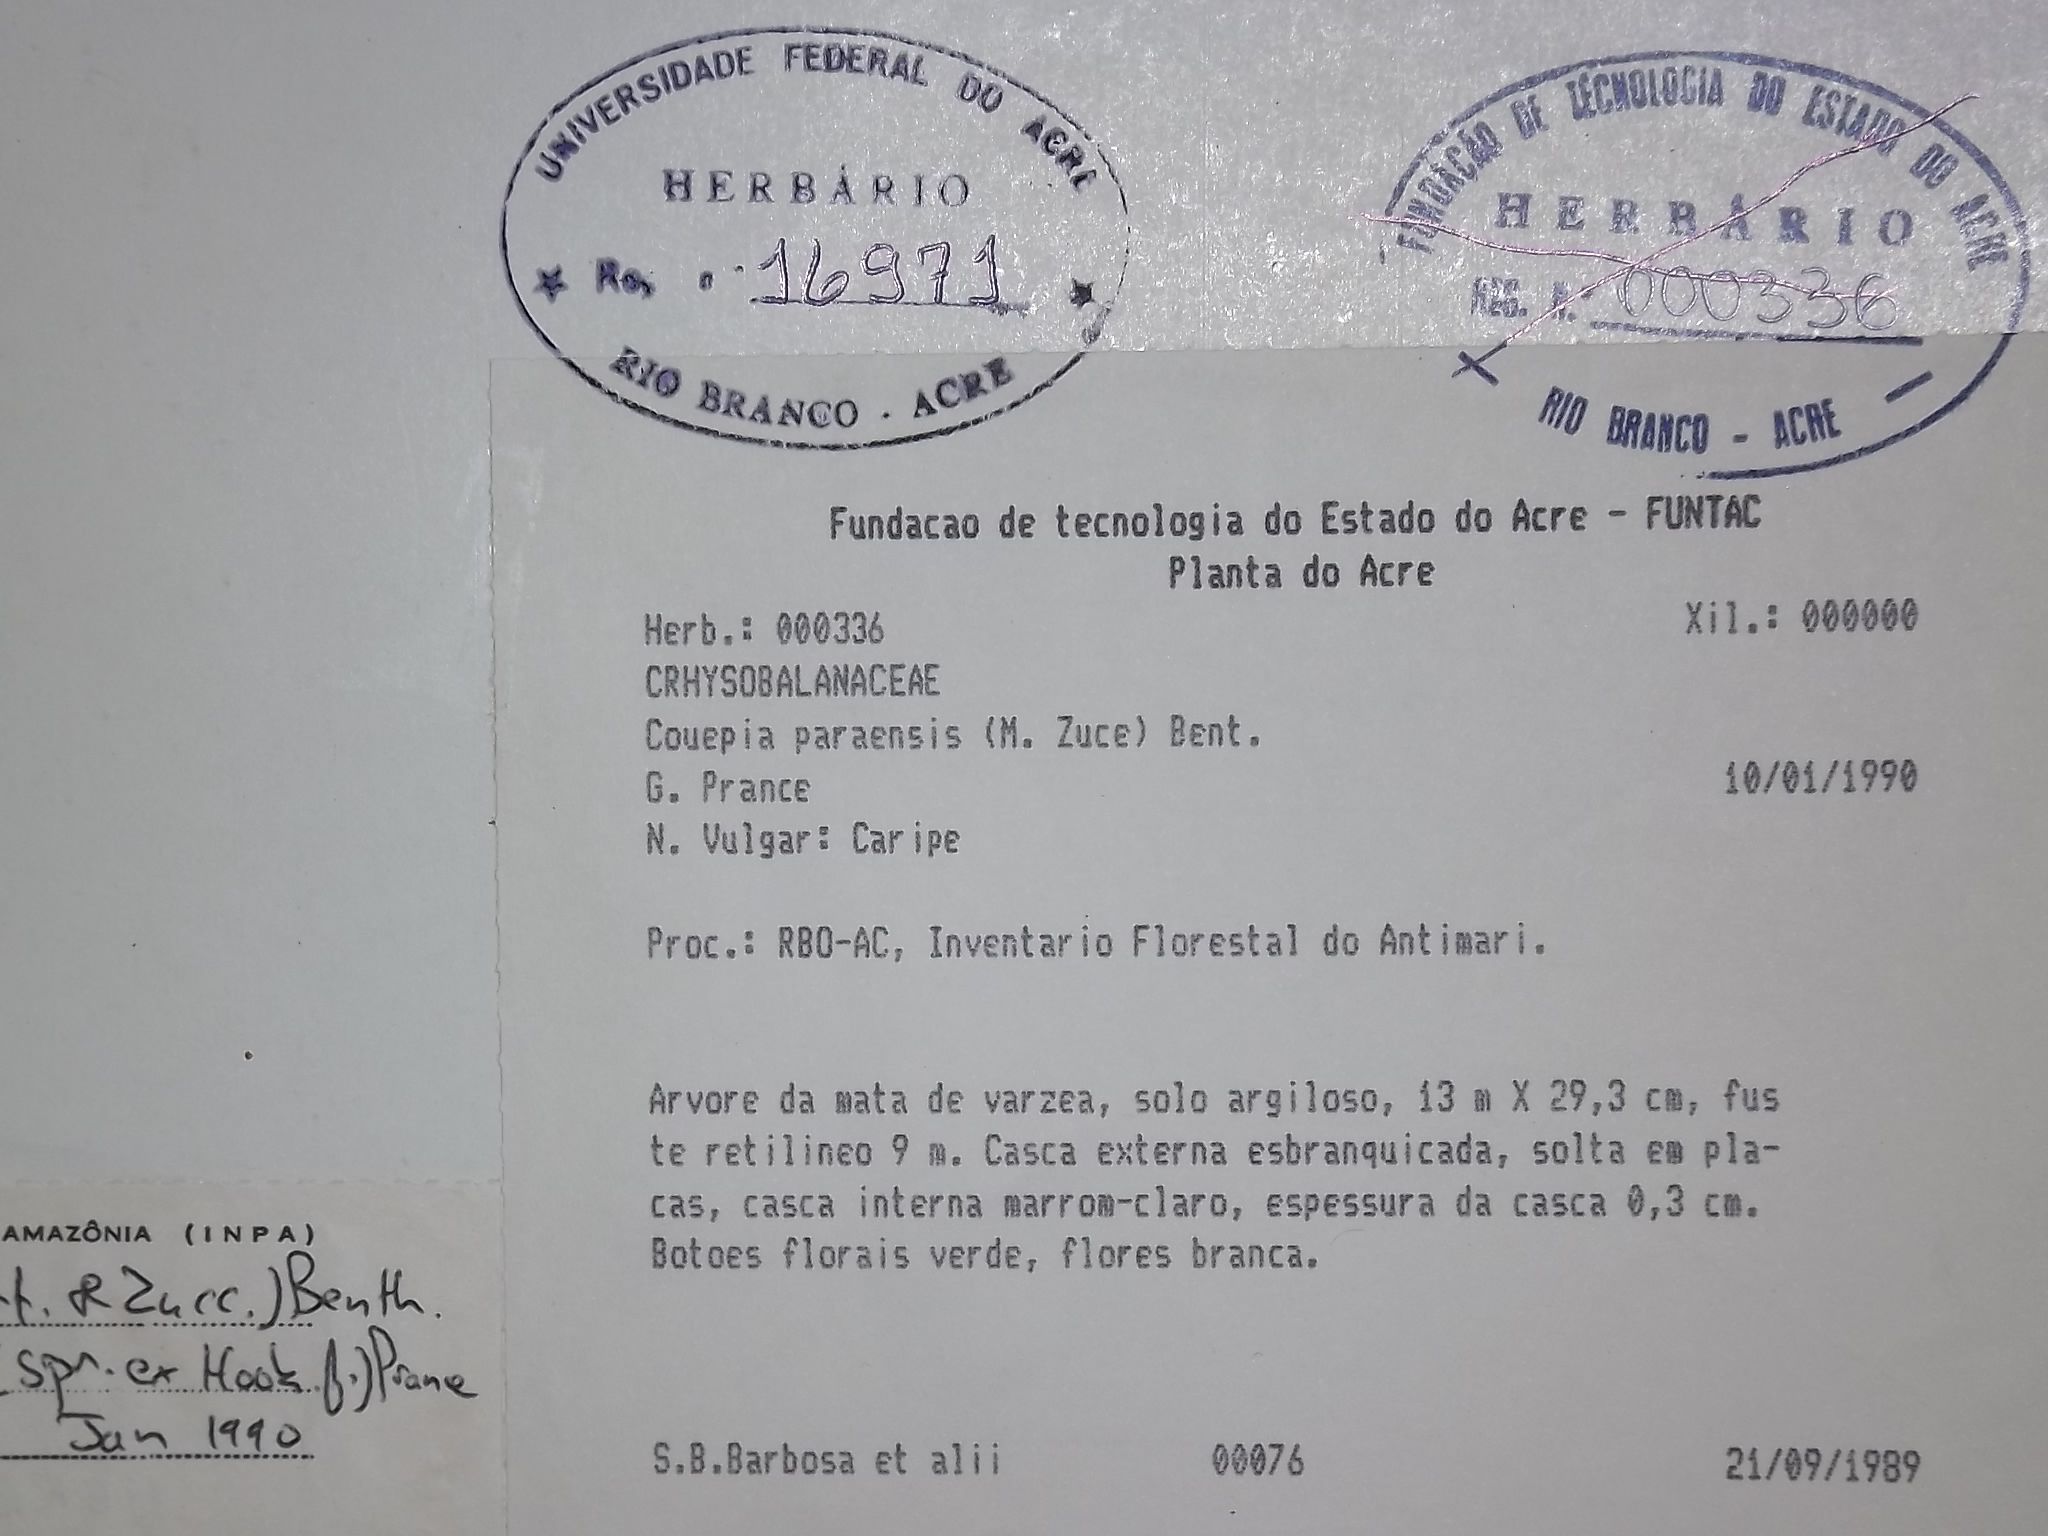 UNIVERSIDADE FEDERAL DO ACRE
HERBÁRIO
Reg n. 16971
RIO BRANCO - ACRE
FUNDAÇÃO DE TECNOLOGIA DO ESTADO DO ACRE
HERBÁRIO
REG. N. 000336
RIO BRANCO - ACRE
Fundacao de tecnologia do Estado do Acre - FUNTAC
Planta do Acre
Herb.: 000336 Xil.: 000000
CRHYSOBALANACEAE
Couepia paraensis (M. Zuce) Bent.
G. Prance 10/01/1990
N. Vulgar: Caripe
Proc.: RBO-AC, Inventario Florestal do Antimari.
Arvore da mata de varzea, solo argiloso, 13 m X 29,3 cm, fus
te retilineo 9 m. Casca externa esbranquicada, solta em pla-
cas, casca interna marrom-claro, espessura da casca 0,3 cm.
Botoes florais verde, flores branca.
S.B.Barbosa et alii 00076 21/09/1989
AMAZÔNIA (INPA)
& Zucc.) Benth.
spr. ex Hook. f.) Prance
Jan 1990